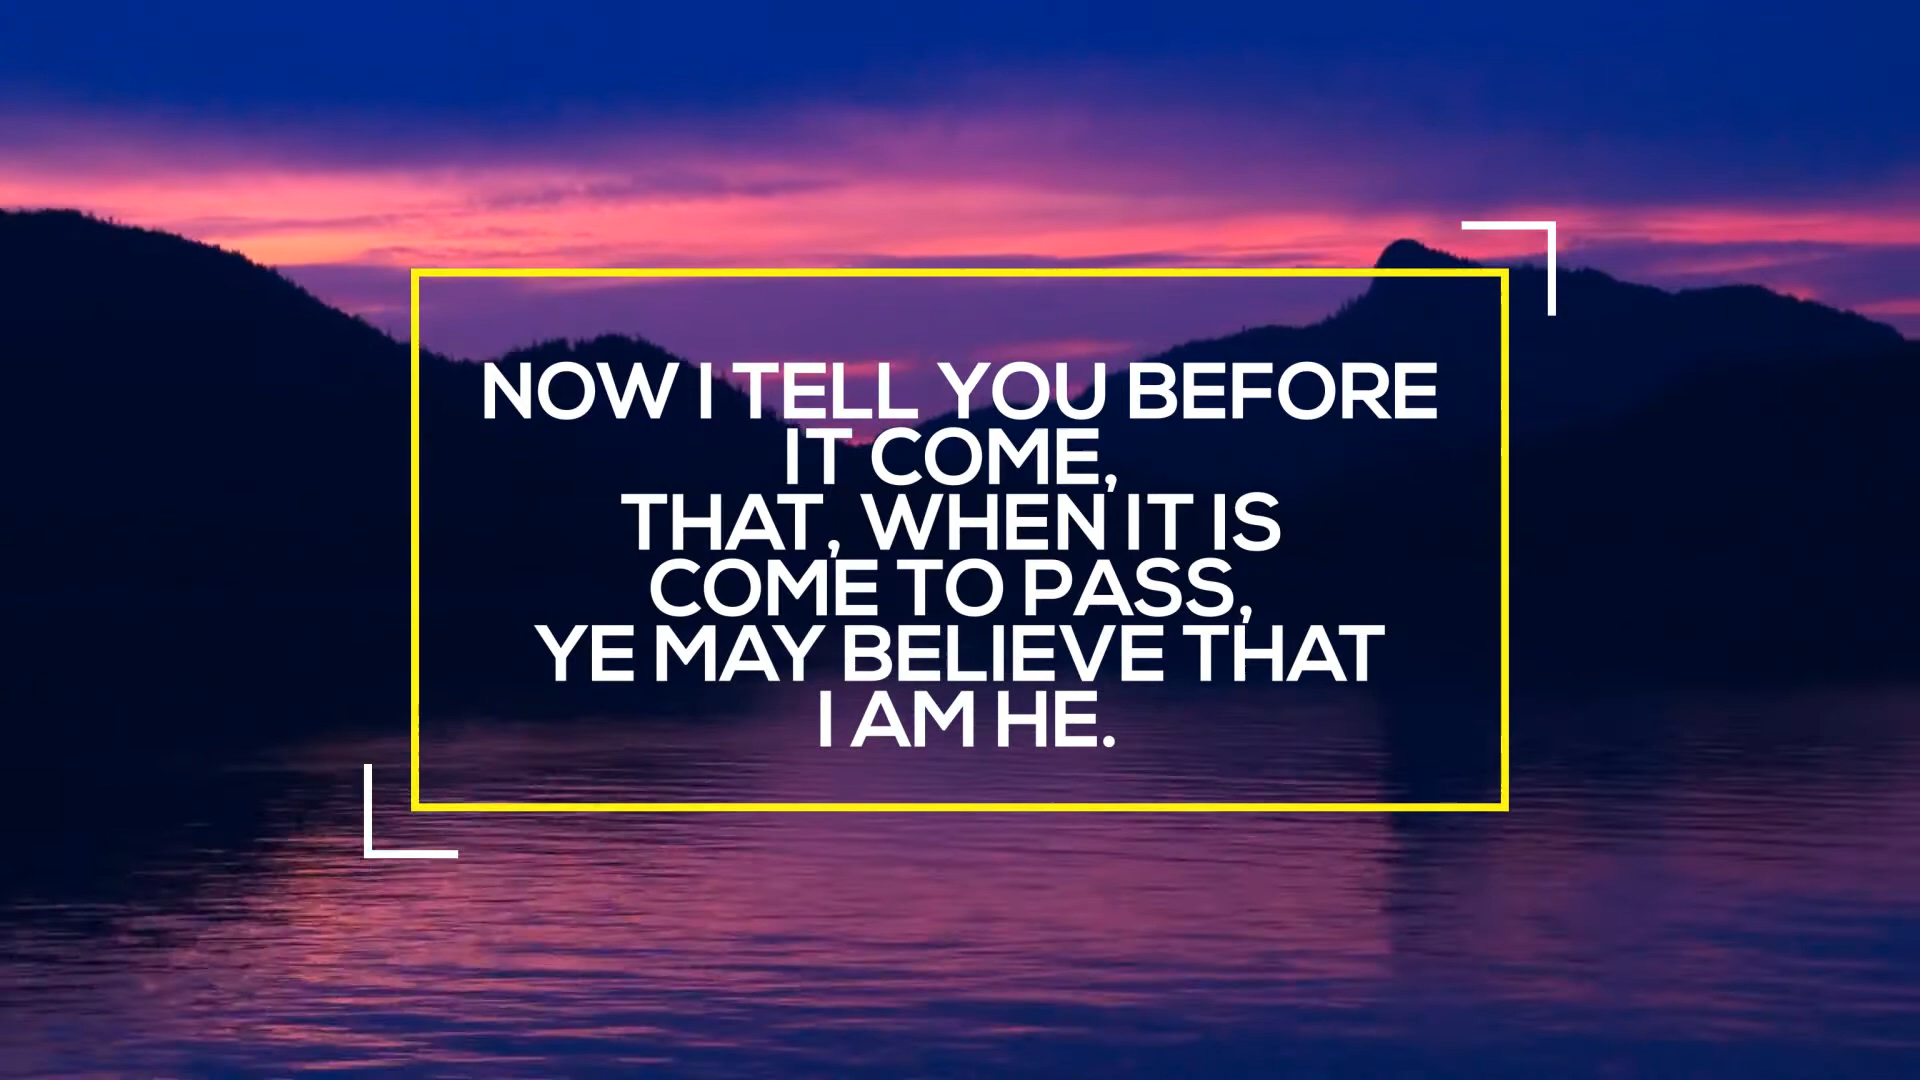 NOW I TELL YOU BEFORE
IT COME,
THAT, WHEN IT IS
COME TO PASS,
YE MAY BELIEVE THAT
I AM HE.